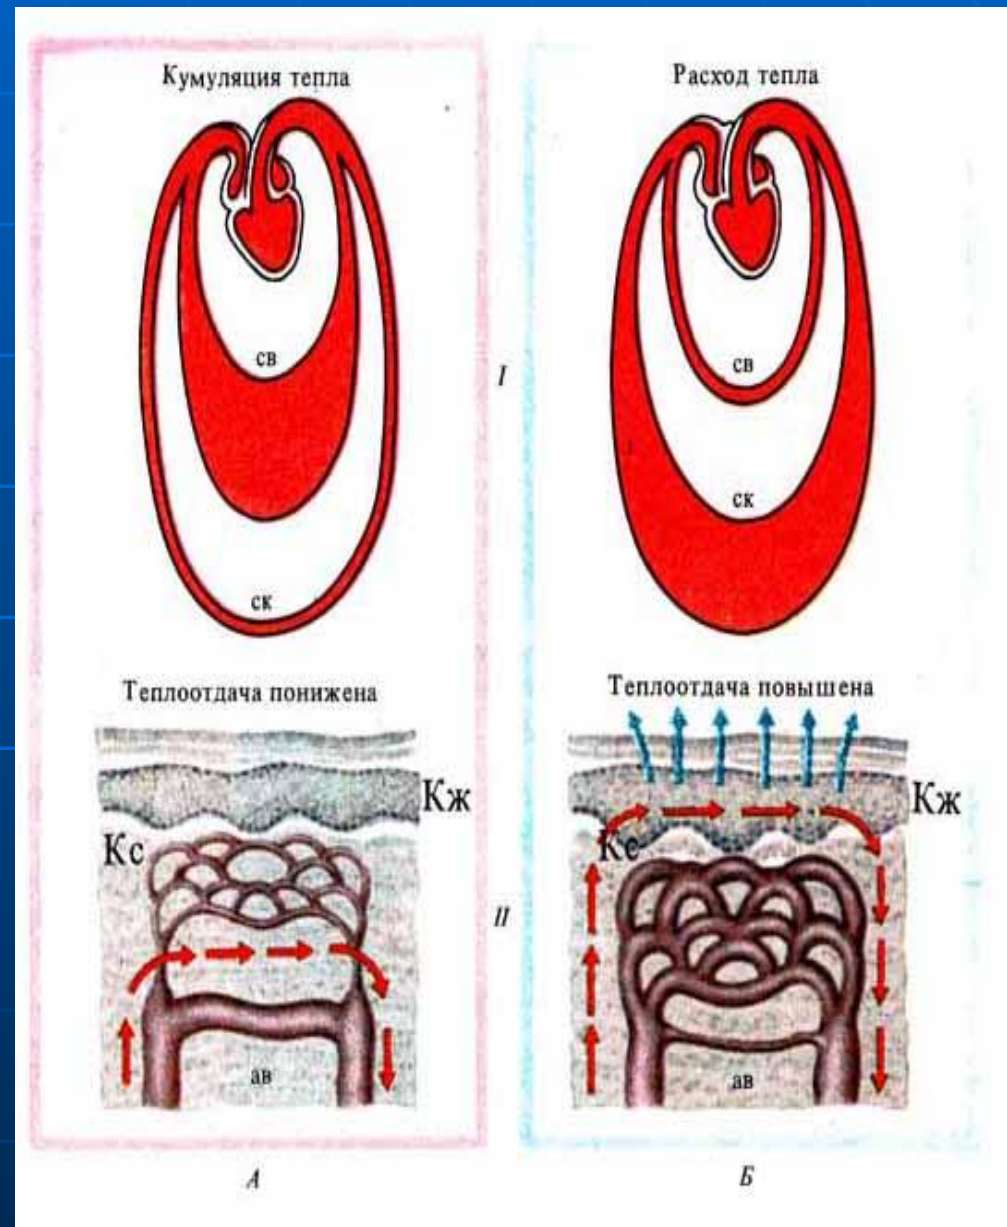 Кумуляция тепла
Расход тепла
св
св
I
ск
ск
Теплоотдача понижена
Теплоотдача повышена
Кж
Кж
Кс
Кс
II
ав
ав
А
Б